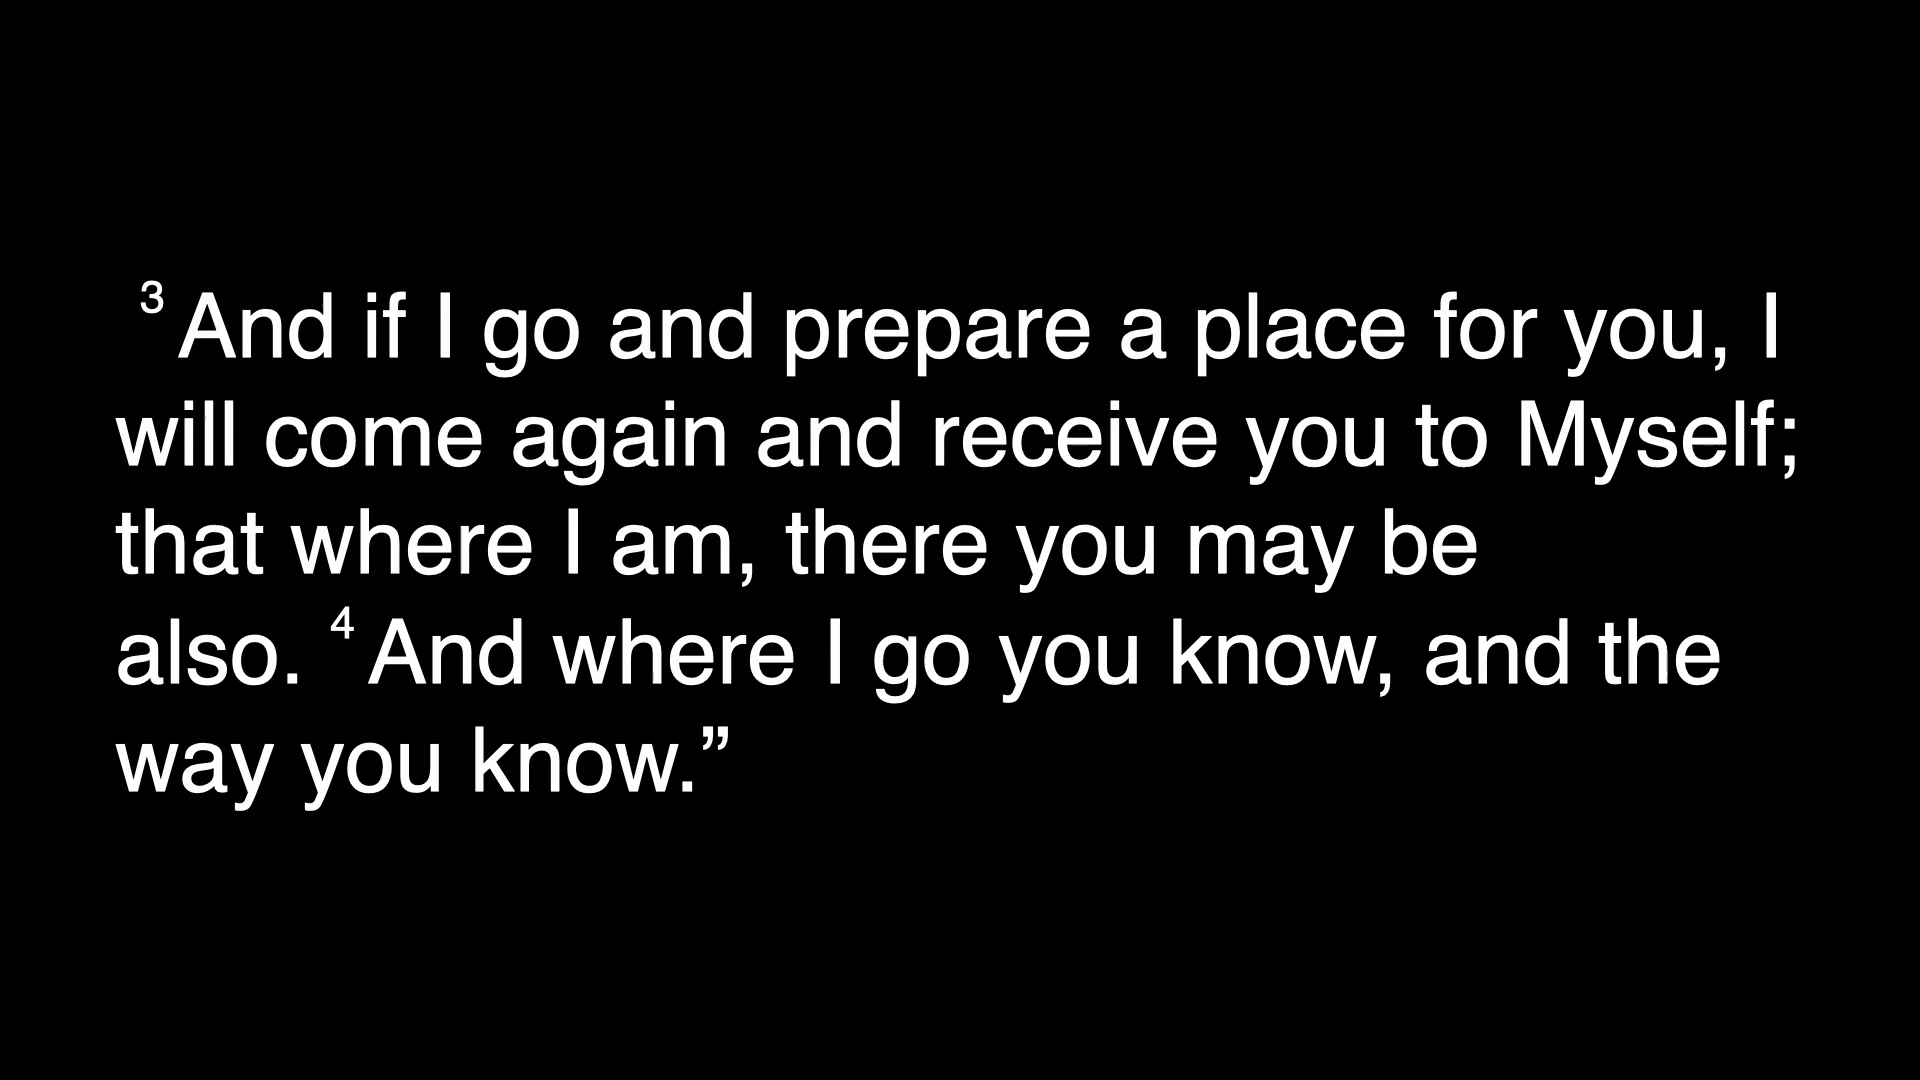 ³ And if I go and prepare a place for you, I
will come again and receive you to Myself;
that where I am, there you may be
also. ⁴ And where I go you know, and the
way you know.”